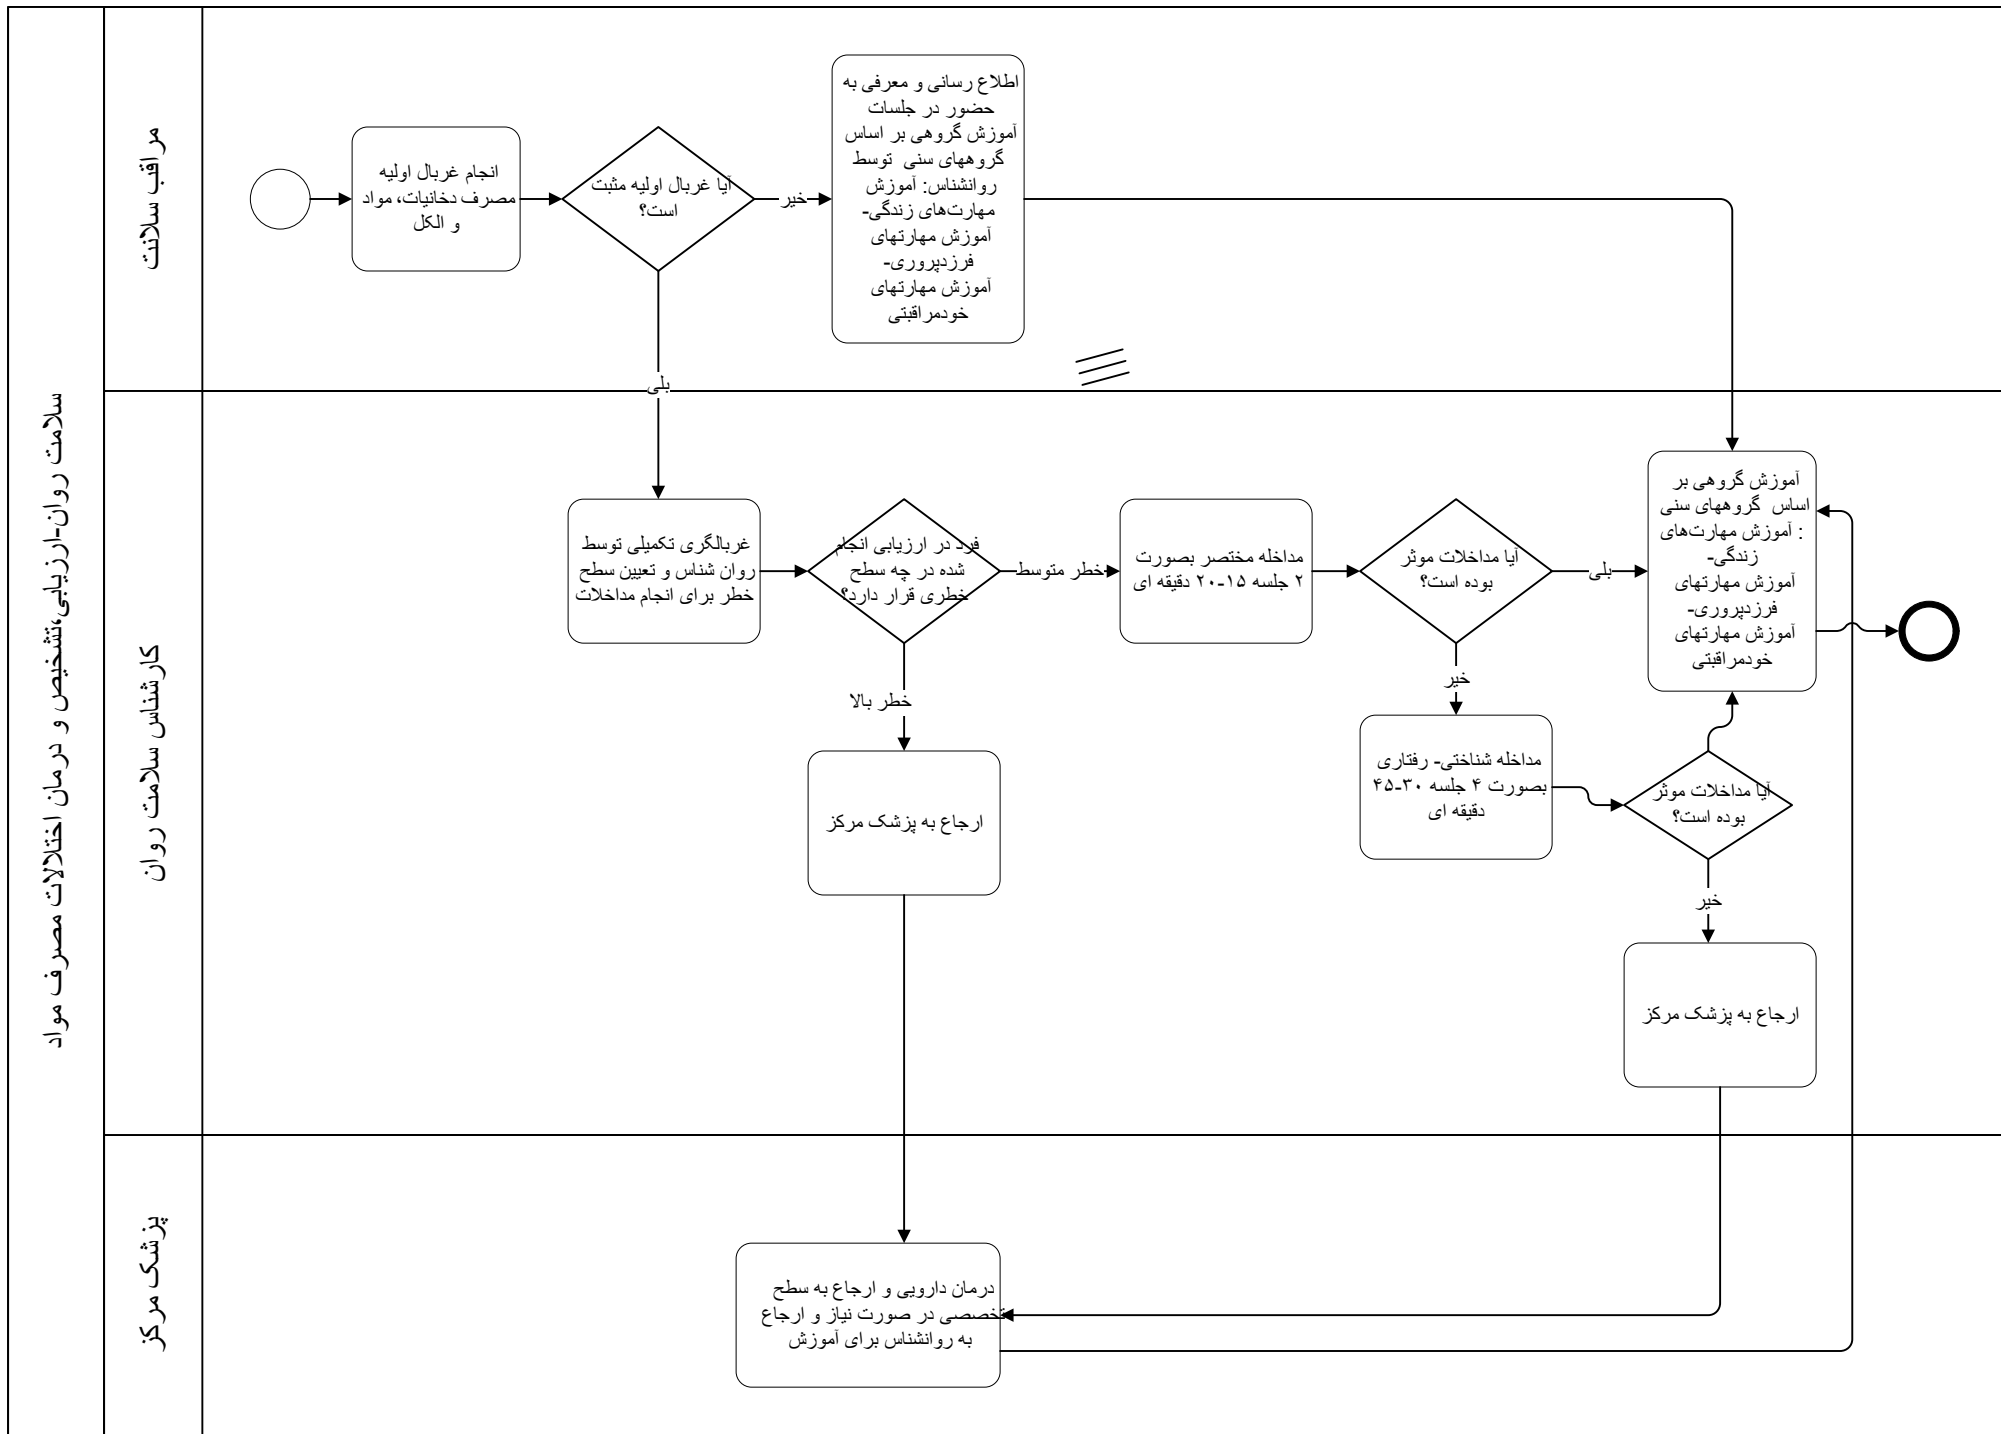 سلامت روان-ارزیابی،تشخیص و درمان اختلالات مصرف مواد
مراقب سلانت
انجام غربال اولیه
مصرف دخانیات، مواد
و الکل
آیا غربال اولیه مثبت
است؟
خیر
بلی
اطلاع رسانی و معرفی به
حضور در جلسات
آموزش گروهی بر اساس
گروههای سنی توسط
روانشناس: آموزش
مهارت‌های زندگی-
آموزش مهارتهای
فرزدپروری-
آموزش مهارتهای
خودمراقبتی
کارشناس سلامت روان
غربالگری تکمیلی توسط
روان شناس و تعیین سطح
خطر برای انجام مداخلات
فرد در ارزیابی انجام
شده در چه سطح
خطری قرار دارد؟
خطر متوسط
خطر بالا
مداخله مختصر بصورت
۲ جلسه ۱۵-۲۰ دقیقه ای
آیا مداخلات موثر
بوده است؟
بلی
خیر
آموزش گروهی بر
اساس گروههای سنی
: آموزش مهارت‌های
زندگی-
آموزش مهارتهای
فرزدپروری-
آموزش مهارتهای
خودمراقبتی
مداخله شناختی- رفتاری
بصورت ۴ جلسه ۳۰-۴۵
دقیقه ای
آیا مداخلات موثر
بوده است؟
خیر
ارجاع به پزشک مرکز
ارجاع به پزشک مرکز
پزشک مرکز
درمان دارویی و ارجاع به سطح
تخصصی در صورت نیاز و ارجاع
به روانشناس برای آموزش